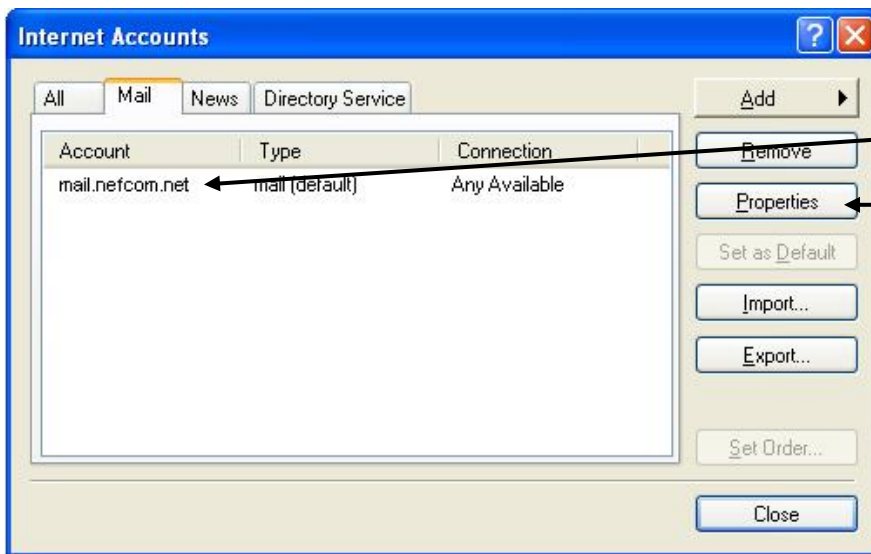 Internet Accounts
All Mail News Directory Service
Add
Account Type Connection
Remove
mail.nefcom.net mail (default) Any Available
Properties
Set as Default
Import...
Export...
Set Order...
Close